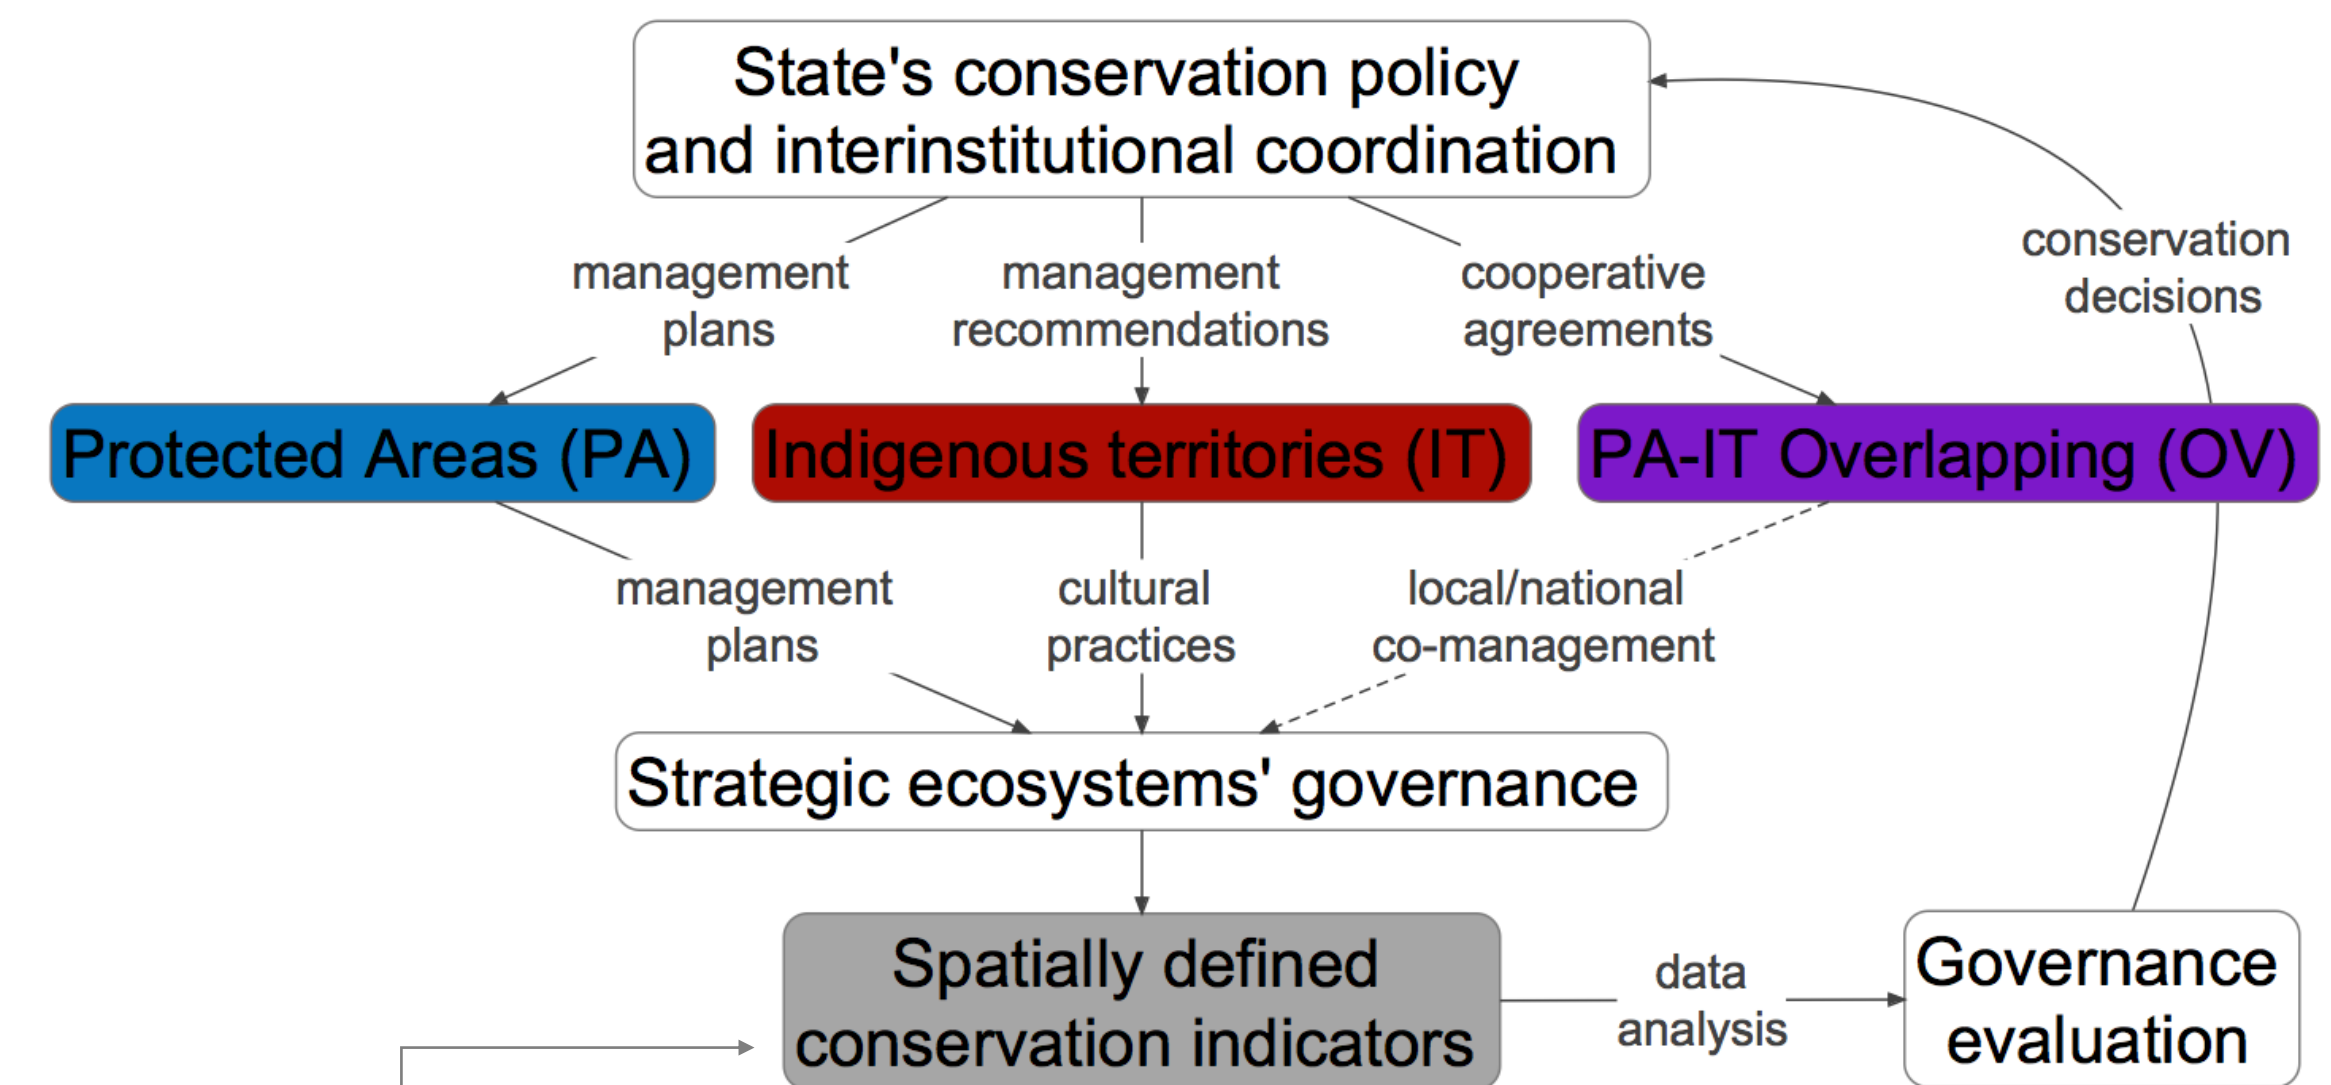 State's conservation policy
and interinstitutional coordination
conservation
decisions
management
plans
management
recommendations
cooperative
agreements
Protected Areas (PA)
Indigenous territories (IT)
PA-IT Overlapping (OV)
management
plans
cultural
practices
local/national
co-management
Strategic ecosystems' governance
Spatially defined
conservation indicators
data
analysis
Governance
evaluation